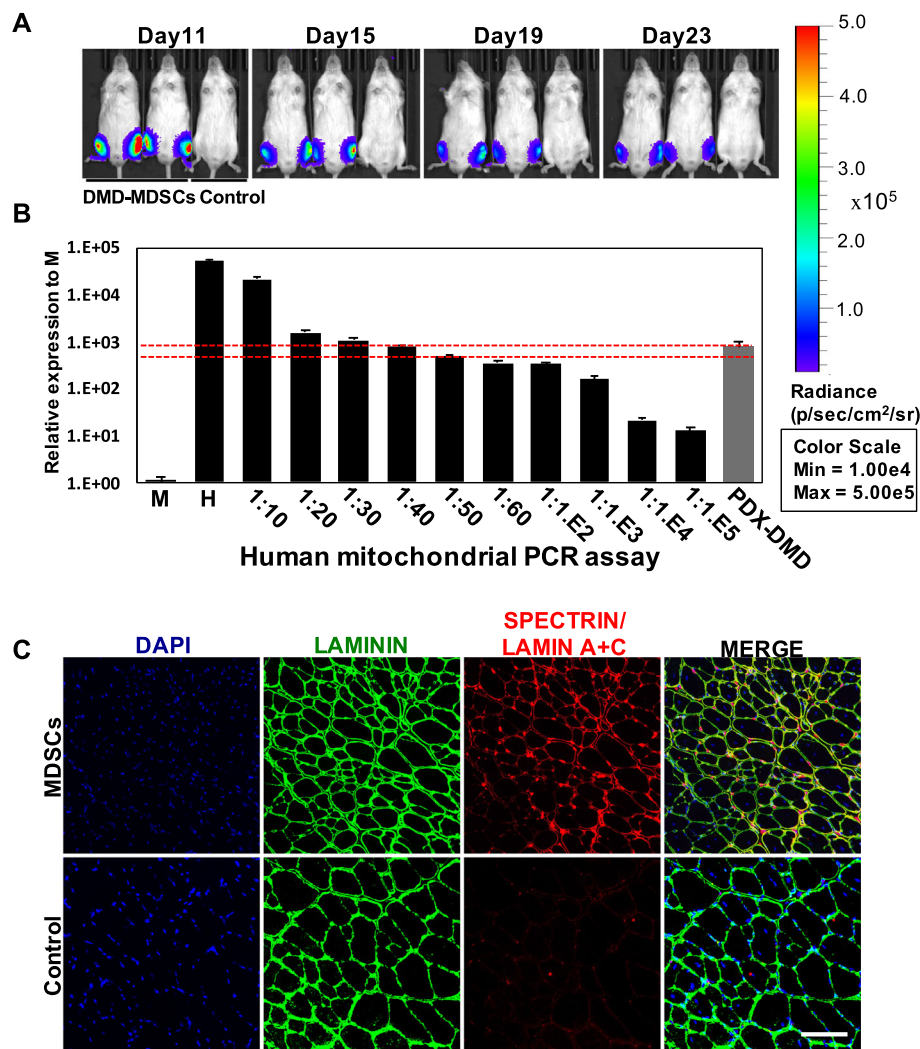 A
Day11
Day15
Day19
Day23
DMD-MDSCs Control
5.0
4.0
3.0
x10⁵
2.0
1.0
Radiance
(p/sec/cm²/sr)
Color Scale
Min = 1.00e4
Max = 5.00e5
B
Relative expression to M
1.E+05
1.E+04
1.E+03
1.E+02
1.E+01
1.E+00
M
H
1:10
1:20
1:30
1:40
1:50
1:60
1:1.E2
1:1.E3
1:1.E4
1:1.E5
PDX-DMD
Human mitochondrial PCR assay
C
DAPI
LAMININ
SPECTRIN/
LAMIN A+C
MERGE
MDSCs
Control